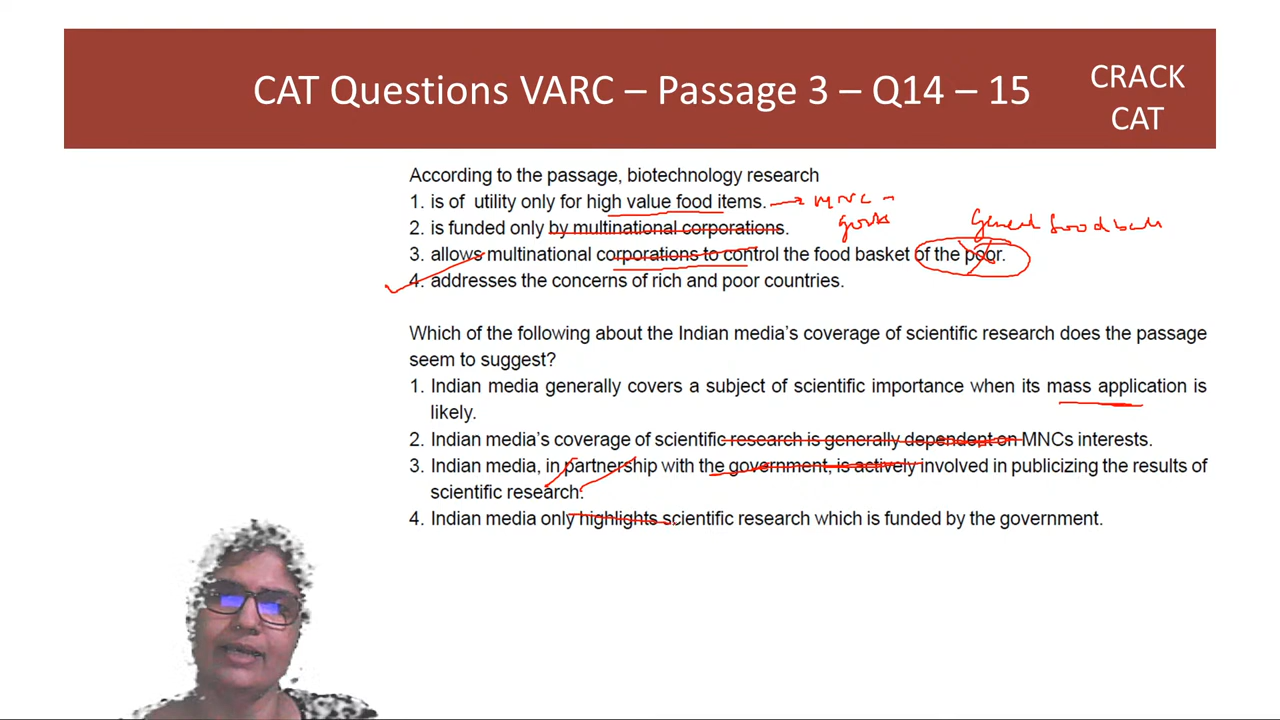 CAT Questions VARC – Passage 3 – Q14 – 15
CRACK
CAT
According to the passage, biotechnology research
1. is of utility only for high value food items. → MNC -
2. is funded only by multinational corporations.
General food
3. allows multinational corporations to control the food basket of the poor.
4. addresses the concerns of rich and poor countries.
Which of the following about the Indian media's coverage of scientific research does the passage
seem to suggest?
1. Indian media generally covers a subject of scientific importance when its mass application is
likely.
2. Indian media's coverage of scientific research is generally dependent on MNCs interests.
3. Indian media, in partnership with the government, is actively involved in publicizing the results of
scientific research.
4. Indian media only highlights scientific research which is funded by the government.